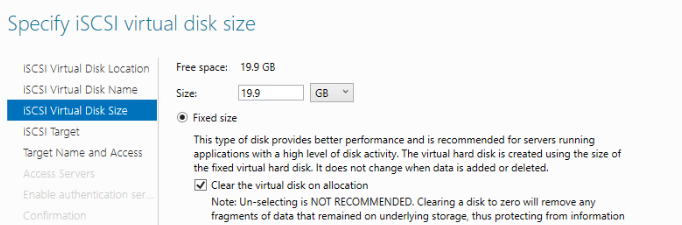 Specify iSCSI virtual disk size
iSCSI Virtual Disk Location
iSCSI Virtual Disk Name
iSCSI Virtual Disk Size
iSCSI Target
Target Name and Access
Access Servers
Enable authentication ser...
Confirmation
Free space: 19.9 GB
Size: 19.9 GB
Fixed size
This type of disk provides better performance and is recommended for servers running
applications with a high level of disk activity. The virtual hard disk is created using the size of
the fixed virtual hard disk. It does not change when data is added or deleted.
Clear the virtual disk on allocation
Note: Un-selecting is NOT RECOMMENDED. Clearing a disk to zero will remove any
fragments of data that remained on underlying storage, thus protecting from information